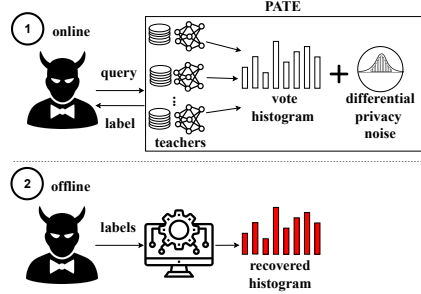 PATE
1
online
query
label
...
teachers
vote
histogram
+
differential
privacy
noise
2
offline
labels
recovered
histogram